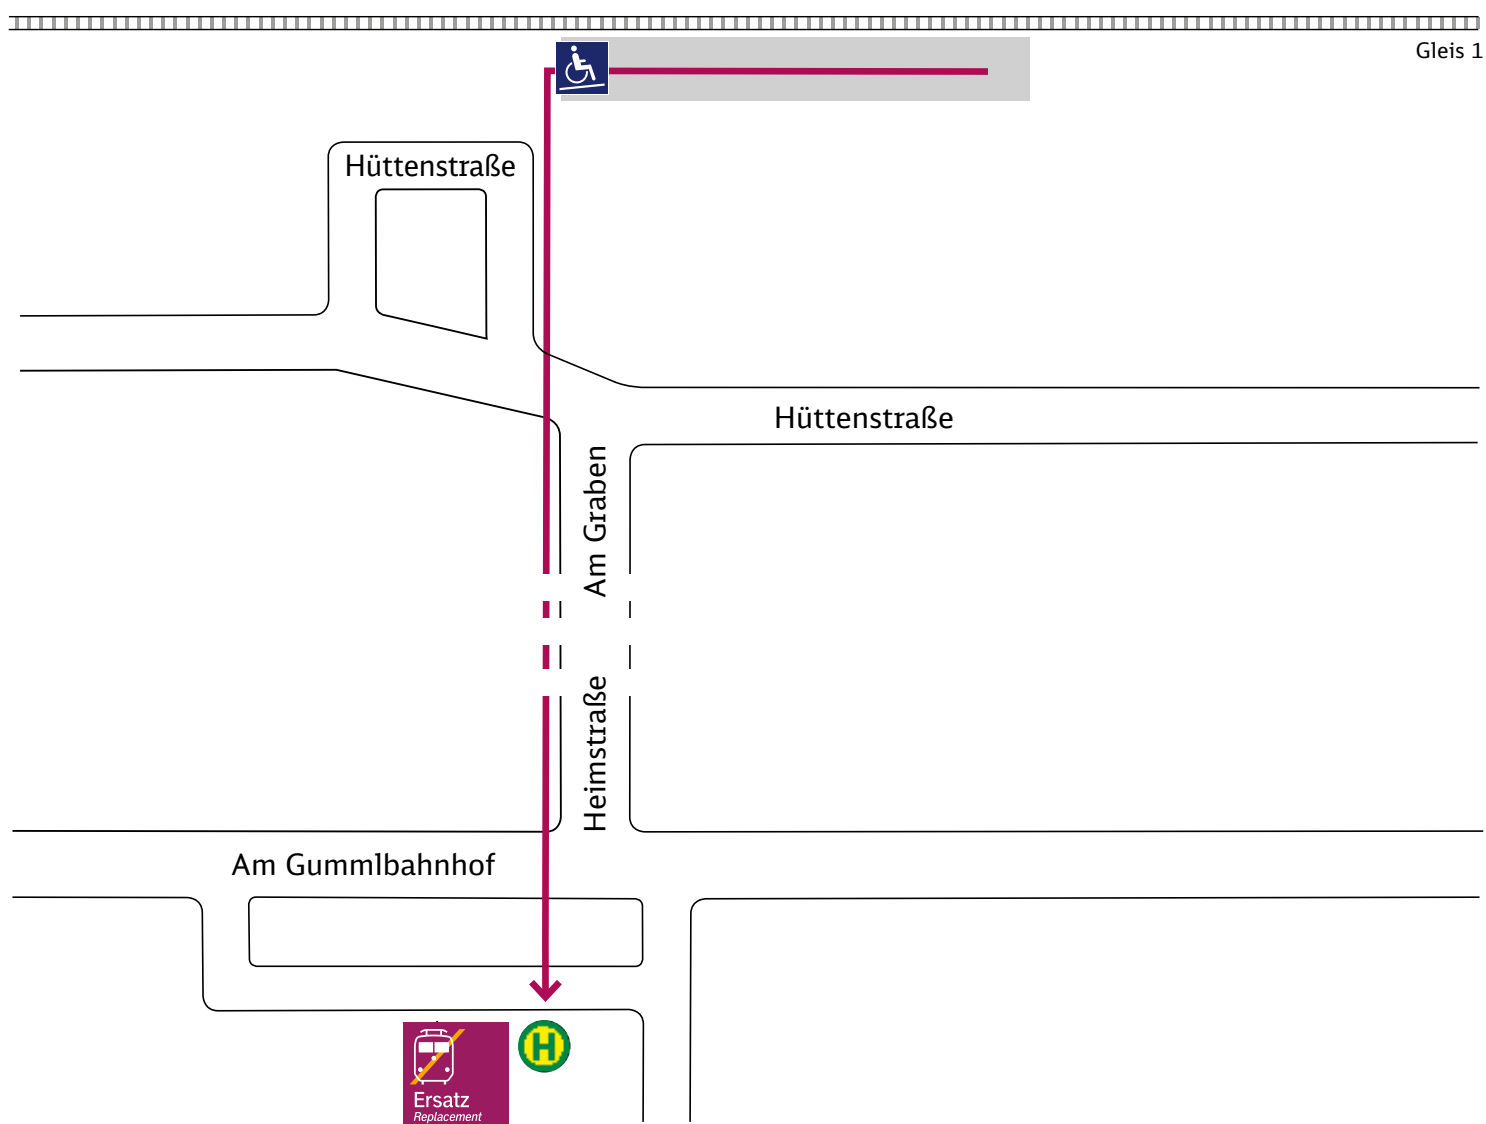 Gleis 1
Hüttenstraße
Hüttenstraße
Am Graben
Heimstraße
Am Gummlbahnhof
H
Ersatz
Replacement